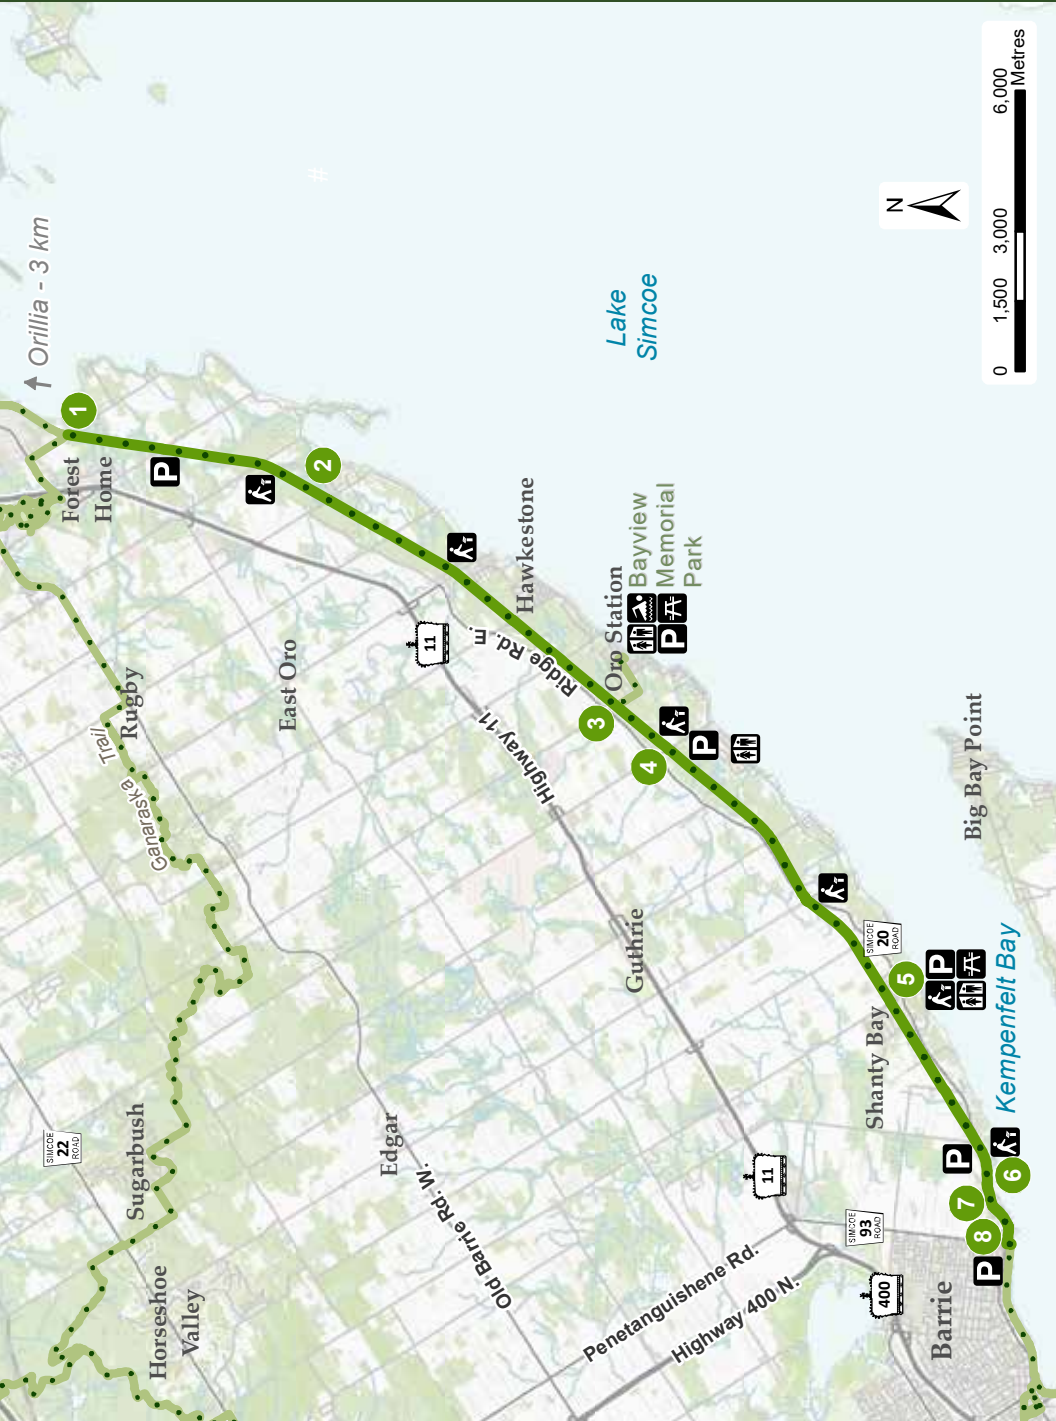 Orillia - 3 km
1
Forest
Home
P
2
Hawkestone
Oro Station
Bayview
Memorial
Park
P
Ridge Rd. E.
11
Highway 11
3
4
P
East Oro
Rugby
Ganaraska
Trail
Lake
Simcoe
N
0
1,500
3,000
6,000
Metres
#
Big Bay Point
Guthrie
SIMCOE
20
ROAD
5
P
Shanty Bay
Kempenfelt Bay
P
6
7
8
P
11
SIMCOE
93
ROAD
400
Barrie
Penetanguishene Rd.
Highway 400 N.
Old Barrie Rd. W.
Edgar
Sugarbush
SIMCOE
22
ROAD
Horseshoe
Valley